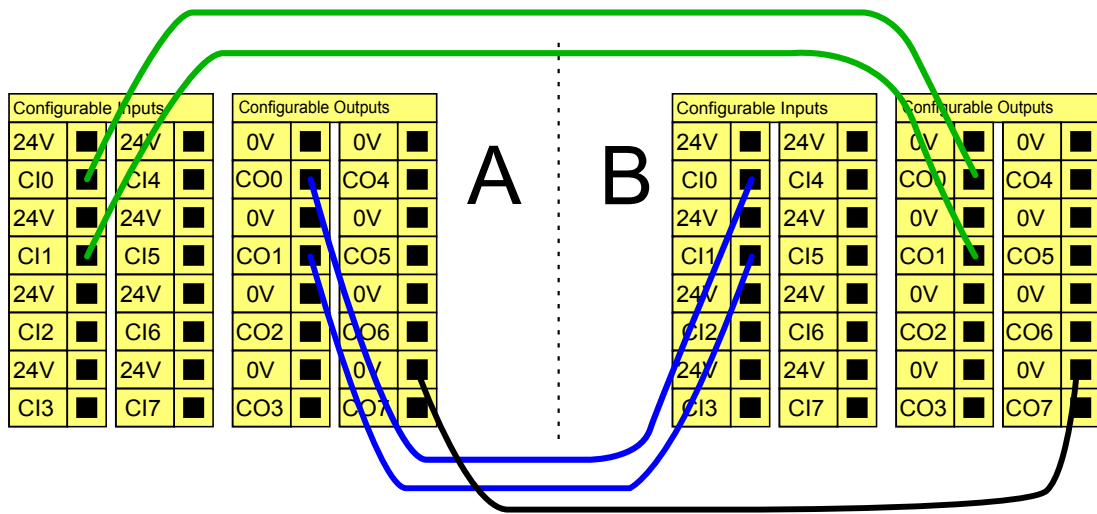 Configurable Inputs
24V 24V
CI0 CI4
24V 24V
CI1 CI5
24V 24V
CI2 CI6
24V 24V
CI3 CI7
Configurable Outputs
0V 0V
CO0 CO4
0V 0V
CO1 CO5
0V 0V
CO2 CO6
0V 0V
CO3 CO7
A
B
Configurable Inputs
24V 24V
CI0 CI4
24V 24V
CI1 CI5
24V 24V
CI2 CI6
24V 24V
CI3 CI7
Configurable Outputs
0V 0V
CO0 CO4
0V 0V
CO1 CO5
0V 0V
CO2 CO6
0V 0V
CO3 CO7